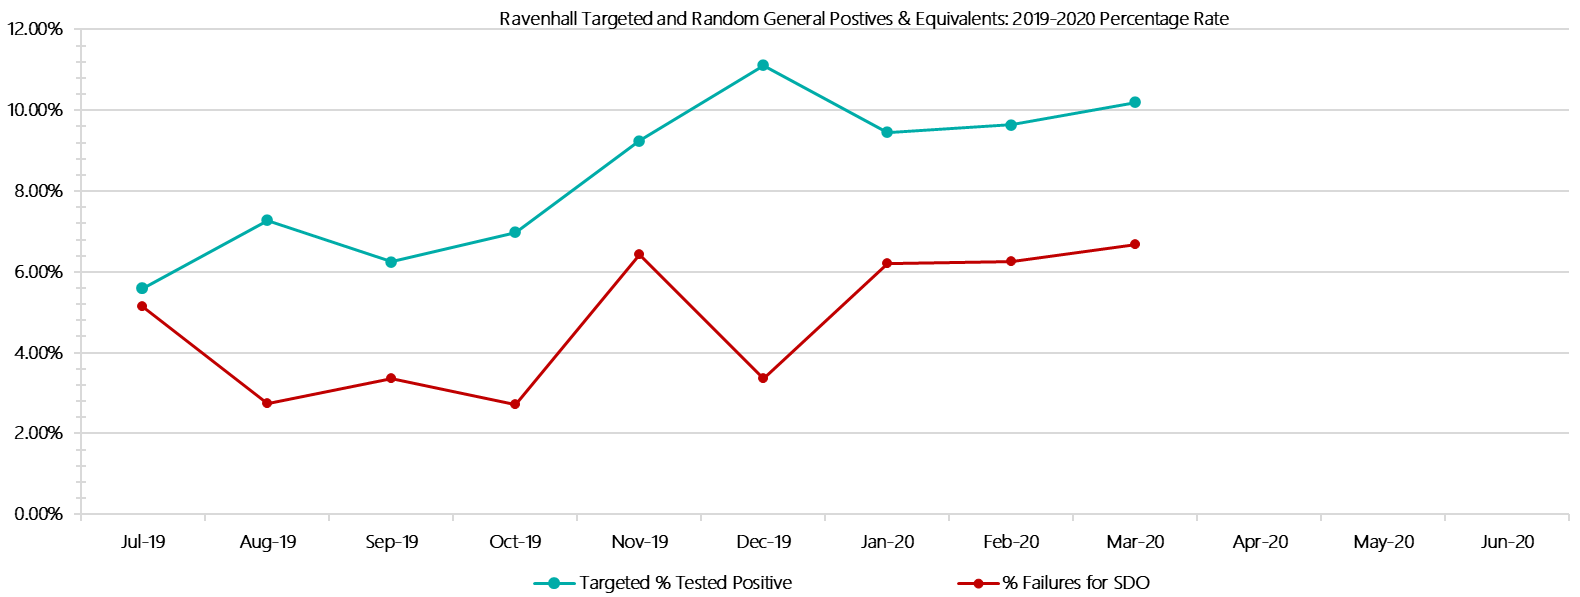 Ravenhall Targeted and Random General Postives & Equivalents: 2019-2020 Percentage Rate
12.00%
10.00%
8.00%
6.00%
4.00%
2.00%
0.00%
Jul-19 Aug-19 Sep-19 Oct-19 Nov-19 Dec-19 Jan-20 Feb-20 Mar-20 Apr-20 May-20 Jun-20
Targeted % Tested Positive % Failures for SDO